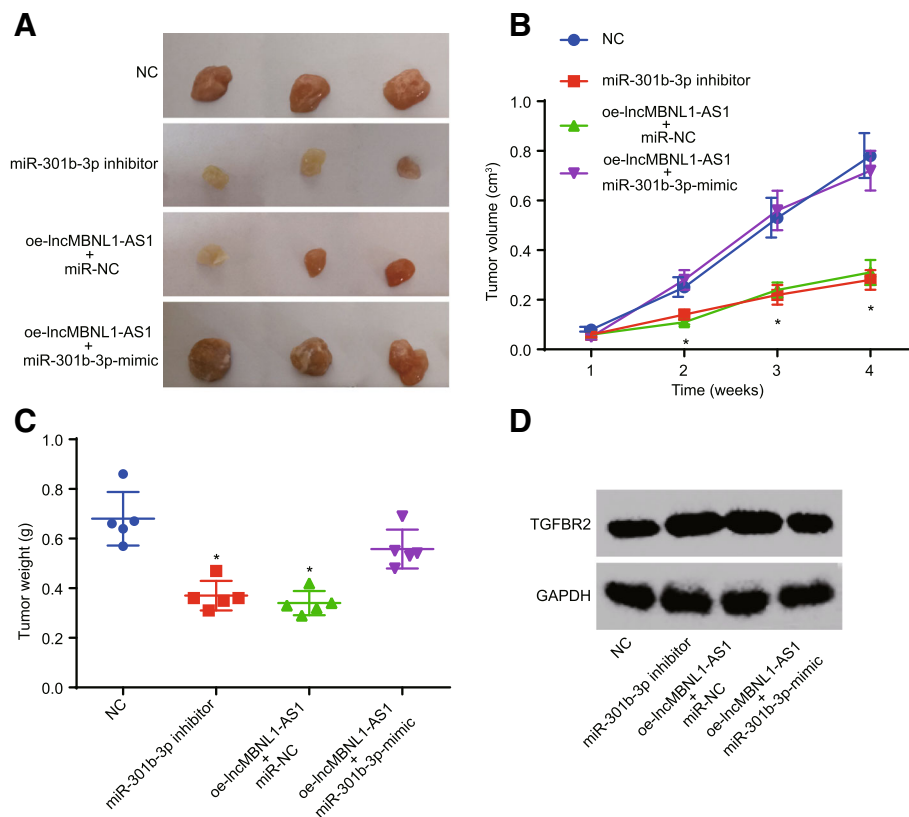 A
NC
miR-301b-3p inhibitor
oe-lncMBNL1-AS1
+
miR-NC
oe-lncMBNL1-AS1
+
miR-301b-3p-mimic
B
NC
miR-301b-3p inhibitor
oe-lncMBNL1-AS1
+
miR-NC
oe-lncMBNL1-AS1
+
miR-301b-3p-mimic
Tumor volume (cm³)
1.0
0.8
0.6
0.4
0.2
0.0
*
*
*
1 2 3 4
Time (weeks)
C
Tumor weight (g)
1.0
0.8
0.6
0.4
0.2
0.0
*
*
NC
miR-301b-3p inhibitor
oe-lncMBNL1-AS1
+
miR-NC
oe-lncMBNL1-AS1
+
miR-301b-3p-mimic
D
TGFBR2
GAPDH
NC
miR-301b-3p inhibitor
oe-lncMBNL1-AS1
+
miR-NC
oe-lncMBNL1-AS1
+
miR-301b-3p-mimic